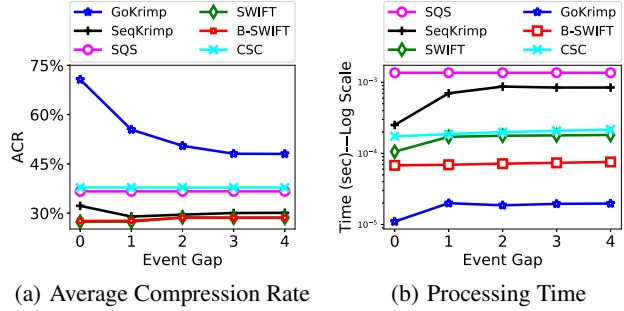 GoKrimp SWIFT
SeqKrimp B-SWIFT
SQS CSC
75%
60%
45%
30%
ACR
0 1 2 3 4
Event Gap
(a) Average Compression Rate
SQS GoKrimp
SeqKrimp B-SWIFT
SWIFT CSC
10⁻³
10⁻⁴
10⁻⁵
Time (sec)—Log Scale
0 1 2 3 4
Event Gap
(b) Processing Time